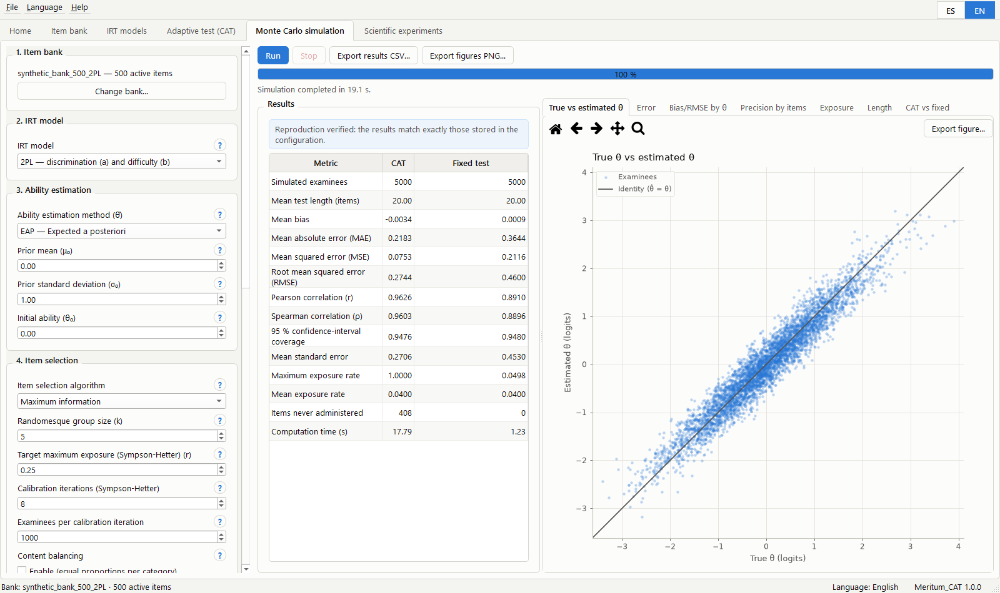 File Language Help
ES EN
Home Item bank IRT models Adaptive test (CAT) Monte Carlo simulation Scientific experiments
1. Item bank
synthetic_bank_500_2PL — 500 active items
Change bank...
2. IRT model
IRT model ?
2PL — discrimination (a) and difficulty (b)
3. Ability estimation
Ability estimation method (θ̂) ?
EAP — Expected a posteriori
Prior mean (μ₀) ?
0.00
Prior standard deviation (σ₀) ?
1.00
Initial ability (θ₀) ?
0.00
4. Item selection
Item selection algorithm ?
Maximum information
Randomesque group size (k) ?
5
Target maximum exposure (Sympson-Hetter) (r) ?
0.25
Calibration iterations (Sympson-Hetter) ?
8
Examinees per calibration iteration ?
1000
Content balancing ?
Enable (equal proportions per category)
Run Stop Export results CSV... Export figures PNG...
100 %
Simulation completed in 19.1 s.
Results
Reproduction verified: the results match exactly those stored in the
configuration.
Metric CAT Fixed test
Simulated examinees 5000 5000
Mean test length (items) 20.00 20.00
Mean bias -0.0034 0.0009
Mean absolute error (MAE) 0.2183 0.3644
Mean squared error (MSE) 0.0753 0.2116
Root mean squared error
(RMSE) 0.2744 0.4600
Pearson correlation (r) 0.9626 0.8910
Spearman correlation (ρ) 0.9603 0.8896
95 % confidence-interval
coverage 0.9476 0.9480
Mean standard error 0.2706 0.4530
Maximum exposure rate 1.0000 0.0498
Mean exposure rate 0.0400 0.0400
Items never administered 408 0
Computation time (s) 17.79 1.23
True vs estimated θ Error Bias/RMSE by θ Precision by items Exposure Length CAT vs fixed
Export figure...
True θ vs estimated θ
Examinees
Identity (θ̂ = θ)
Estimated θ (logits)
4
3
2
1
0
−1
−2
−3
−3 −2 −1 0 1 2 3 4
True θ (logits)
Bank: synthetic_bank_500_2PL · 500 active items Language: English Meritum_CAT 1.0.0